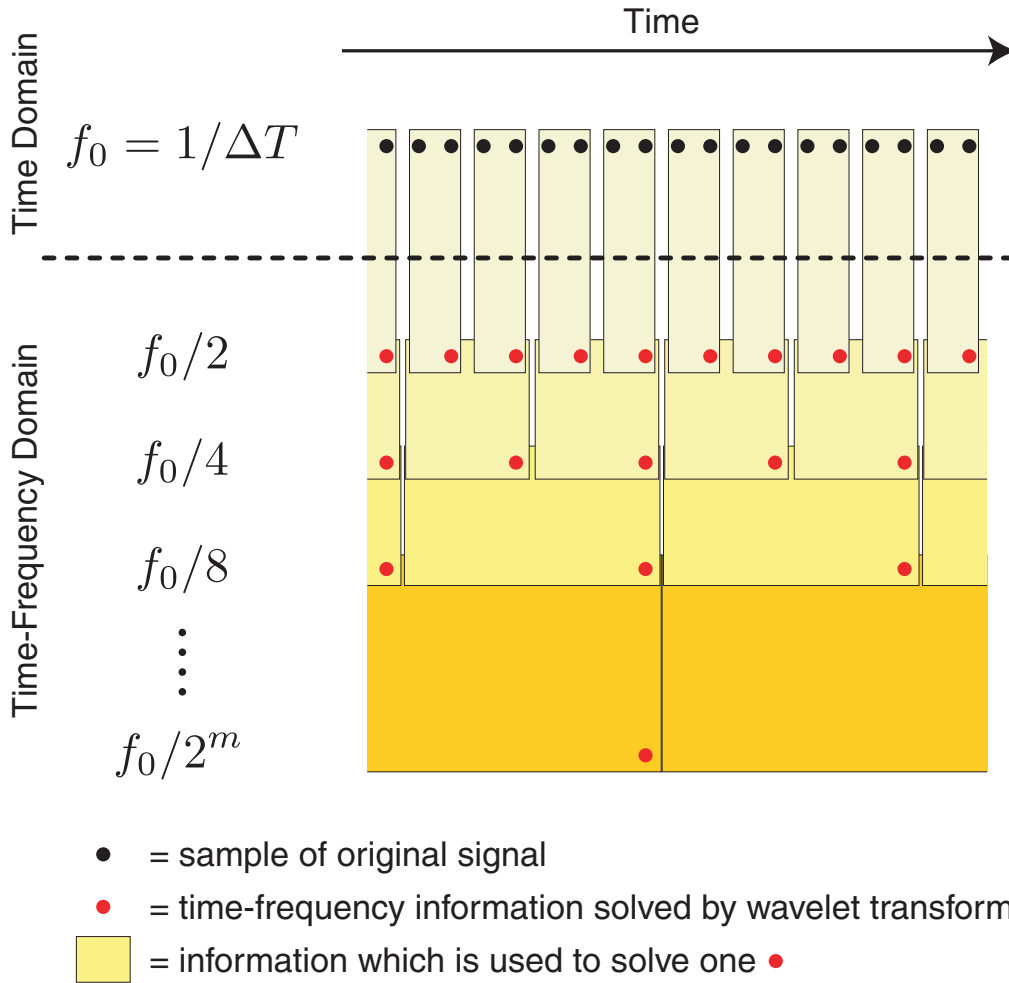 Time
Time Domain
f₀ = 1/ΔT
Time-Frequency Domain
f₀/2
f₀/4
f₀/8
f₀/2ᵐ
= sample of original signal
= time-frequency information solved by wavelet transform
= information which is used to solve one